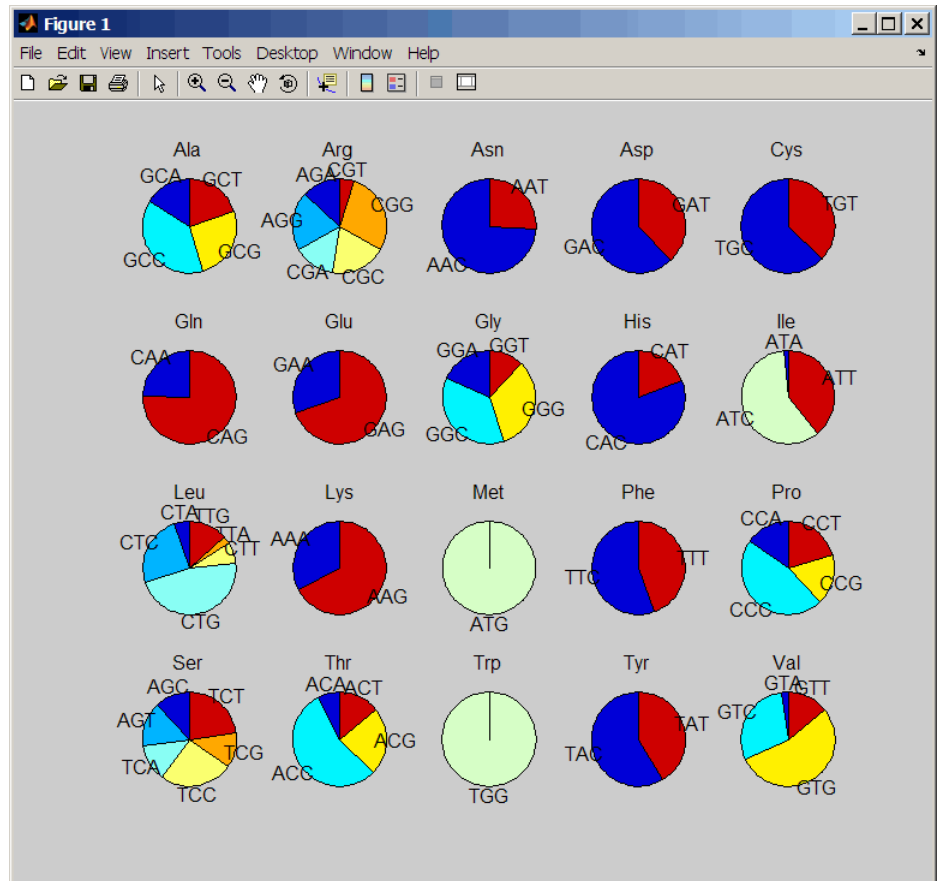 Figure 1
File Edit View Insert Tools Desktop Window Help
Ala Arg Asn Asp Cys
GCA GCT AGA CGT AAT GAT TGT
AGG CGG
GCC GCG CGA CGC AAC GAC TGC
Gln Glu Gly His Ile
CAA GAA GGA GGT CAT ATA ATT
CAG GAG GGC GGG CAC ATC
Leu Lys Met Phe Pro
CTA TTG CCA CCT
CTC TTA CTT AAA TTC TTT
CTG AAG ATG CCC CCG
Ser Thr Trp Tyr Val
AGC TCT ACA ACT GTA GTT
AGT ACG TAT GTC
TCA TCG ACC TAC
TCC TGG GTG